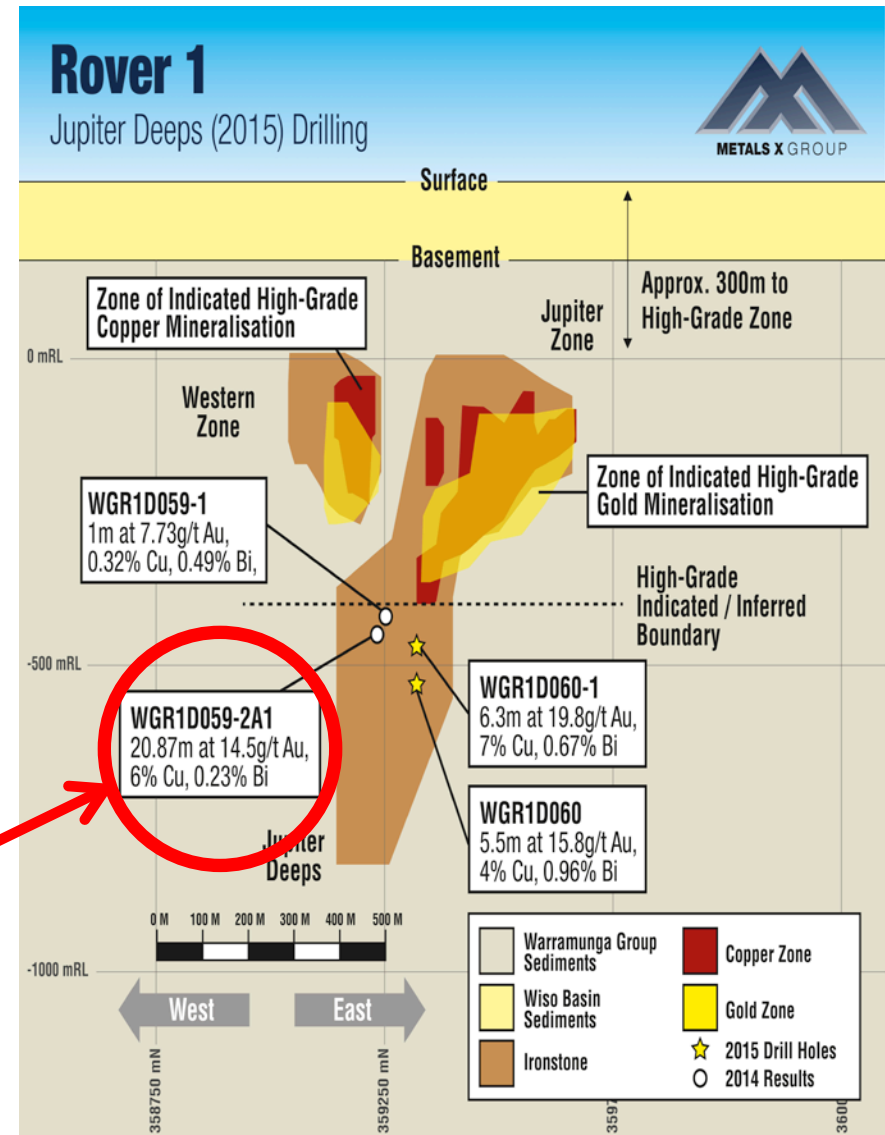 Rover 1
Jupiter Deeps (2015) Drilling
METALS X GROUP
Surface
Basement
Zone of Indicated High-Grade
Copper Mineralisation
Approx. 300m to
High-Grade Zone
Jupiter
Zone
0 mRL
Western
Zone
Zone of Indicated High-Grade
Gold Mineralisation
WGR1D059-1
1m at 7.73g/t Au,
0.32% Cu, 0.49% Bi,
High-Grade
Indicated / Inferred
Boundary
-500 mRL
WGR1D059-2A1
20.87m at 14.5g/t Au,
6% Cu, 0.23% Bi
WGR1D060-1
6.3m at 19.8g/t Au,
7% Cu, 0.67% Bi
WGR1D060
5.5m at 15.8g/t Au,
4% Cu, 0.96% Bi
Jupiter
Deeps
0 M 100 M 200 M 300 M 400 M 500 M
-1000 mRL
West East
Warramunga Group
Sediments
Wiso Basin
Sediments
Ironstone
Copper Zone
Gold Zone
2015 Drill Holes
2014 Results
358750 mN
359250 mN